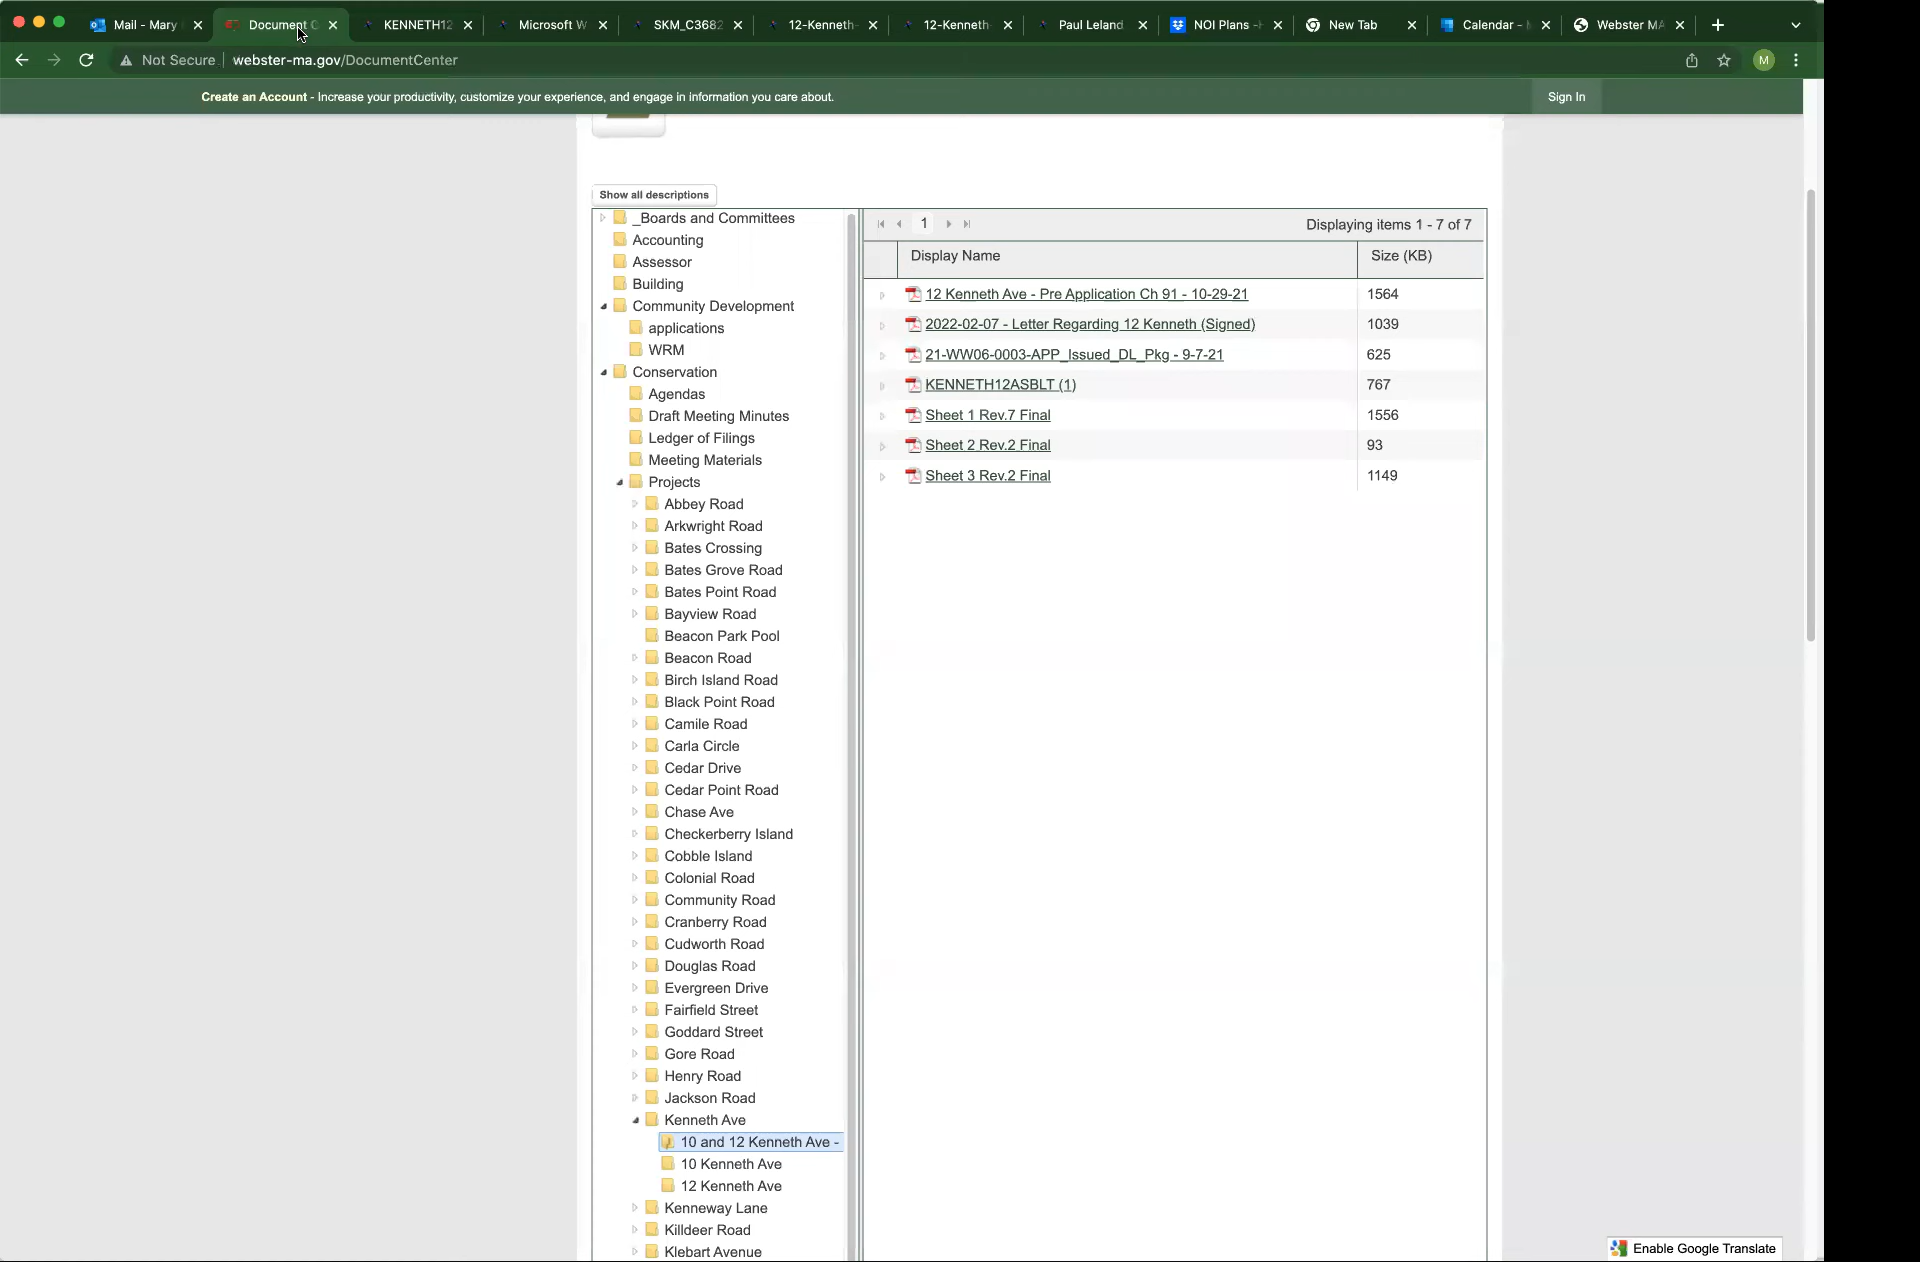 Mail - Mary
Document C
KENNETH12
Microsoft W
SKM_C3682
12-Kenneth-
12-Kenneth-
Paul Leland
NOI Plans -
New Tab
Calendar -
Webster MA
Not Secure
webster-ma.gov/DocumentCenter
M
Create an Account - Increase your productivity, customize your experience, and engage in information you care about.
Sign In
Show all descriptions
_Boards and Committees
Accounting
Assessor
Building
Community Development
applications
WRM
Conservation
Agendas
Draft Meeting Minutes
Ledger of Filings
Meeting Materials
Projects
Abbey Road
Arkwright Road
Bates Crossing
Bates Grove Road
Bates Point Road
Bayview Road
Beacon Park Pool
Beacon Road
Birch Island Road
Black Point Road
Camile Road
Carla Circle
Cedar Drive
Cedar Point Road
Chase Ave
Checkerberry Island
Cobble Island
Colonial Road
Community Road
Cranberry Road
Cudworth Road
Douglas Road
Evergreen Drive
Fairfield Street
Goddard Street
Gore Road
Henry Road
Jackson Road
Kenneth Ave
10 and 12 Kenneth Ave -
10 Kenneth Ave
12 Kenneth Ave
Kenneway Lane
Killdeer Road
Klebart Avenue
1
Displaying items 1 - 7 of 7
Display Name Size (KB)
12 Kenneth Ave - Pre Application Ch 91 - 10-29-21 1564
2022-02-07 - Letter Regarding 12 Kenneth (Signed) 1039
21-WW06-0003-APP_Issued_DL_Pkg - 9-7-21 625
KENNETH12ASBLT (1) 767
Sheet 1 Rev.7 Final 1556
Sheet 2 Rev.2 Final 93
Sheet 3 Rev.2 Final 1149
Enable Google Translate